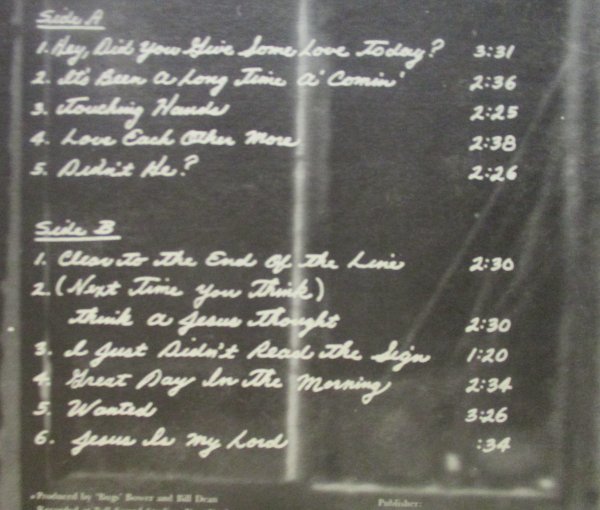 Side A
1. Hey, Did You Give Some Love Today? 3:31
2. It's Been A Long Time A' Comin' 2:36
3. Touching Hands 2:25
4. Love Each Other More 2:38
5. Didn't He? 2:26
Side B
1. Clear to the End Of the Line 2:30
2. (Next Time You Think)
Think A Jesus Thought 2:30
3. I Just Didn't Read the Sign 1:20
4. Great Day In the Morning 2:34
5. Wanted 3:26
6. Jesus Is My Lord :34
Produced by "Bugs" Bower and Bill Dean
Publisher: